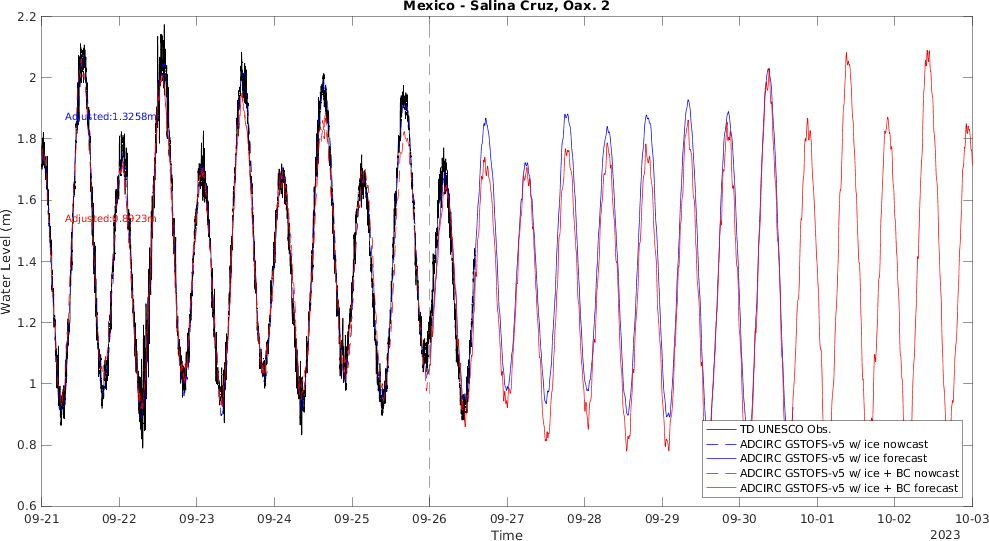 Mexico - Salina Cruz, Oax. 2
2.2
2
1.8
1.6
1.4
1.2
1
0.8
0.6
Water Level (m)
Adjusted:1.3258m
Adjusted:0.8923m
TD UNESCO Obs.
ADCIRC GSTOFS-v5 w/ ice nowcast
ADCIRC GSTOFS-v5 w/ ice forecast
ADCIRC GSTOFS-v5 w/ ice + BC nowcast
ADCIRC GSTOFS-v5 w/ ice + BC forecast
09-21 09-22 09-23 09-24 09-25 09-26 09-27 09-28 09-29 09-30 10-01 10-02 10-03
Time
2023